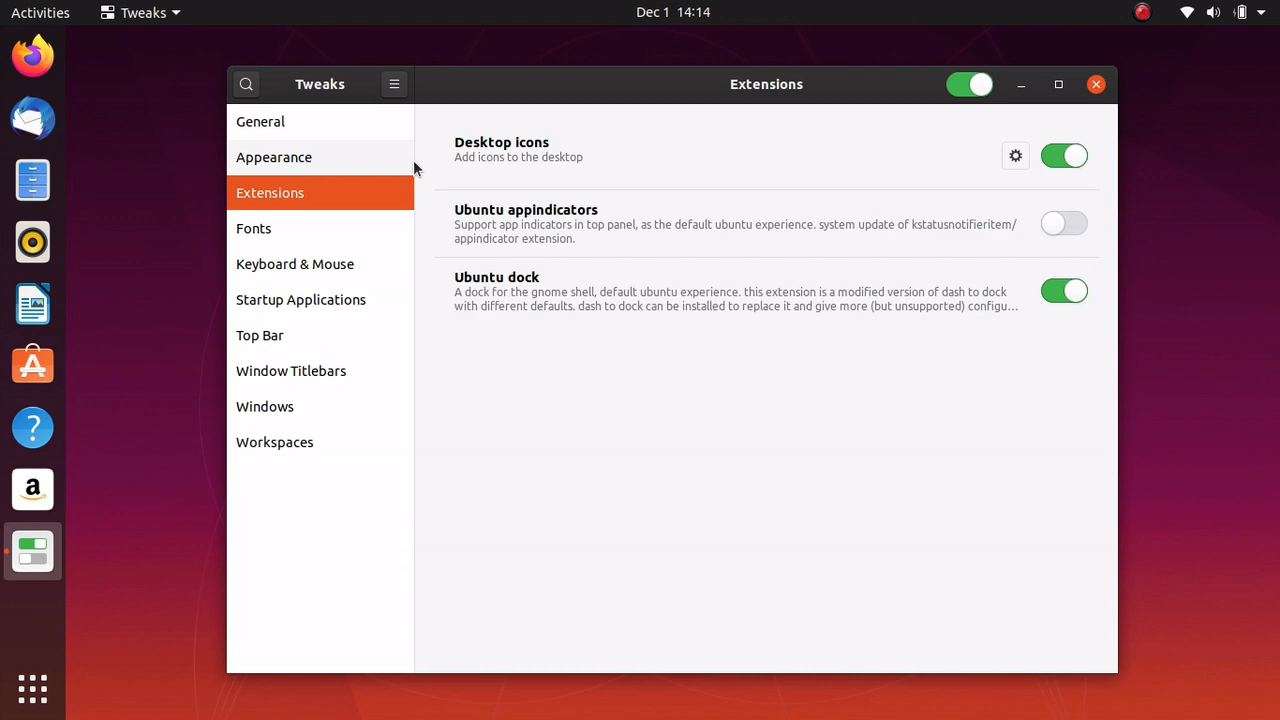 Activities
Tweaks
Dec 1 14:14
Tweaks
Extensions
General
Appearance
Extensions
Fonts
Keyboard & Mouse
Startup Applications
Top Bar
Window Titlebars
Windows
Workspaces
Desktop icons
Add icons to the desktop
Ubuntu appindicators
Support app indicators in top panel, as the default ubuntu experience. system update of kstatusnotifieritem/
appindicator extension.
Ubuntu dock
A dock for the gnome shell, default ubuntu experience. this extension is a modified version of dash to dock
with different defaults. dash to dock can be installed to replace it and give more (but unsupported) configu…
?
a